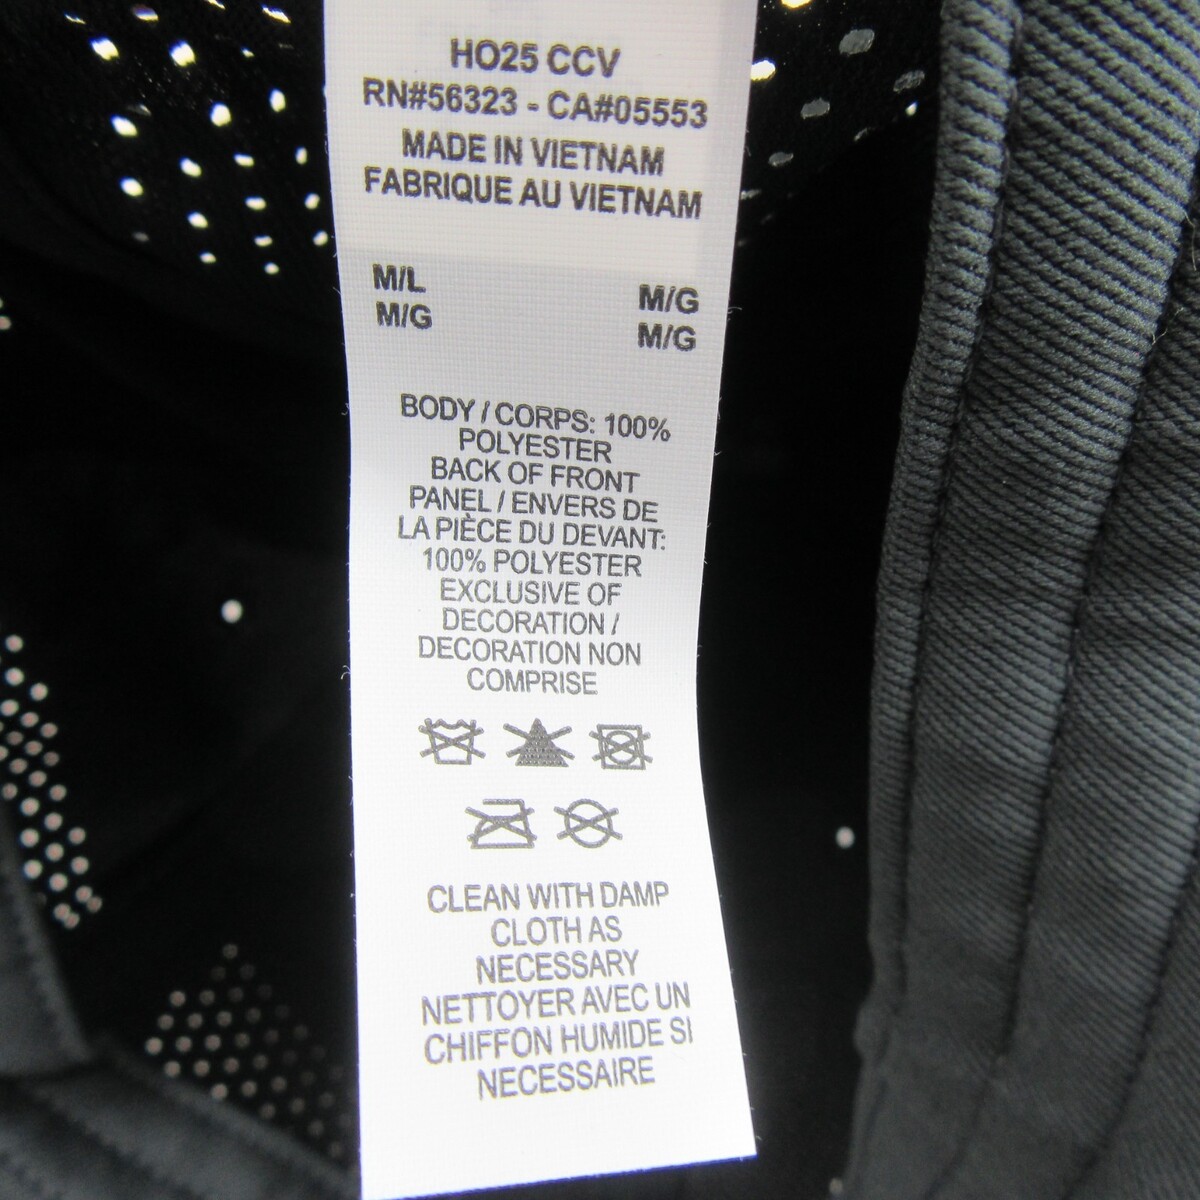 HO25 CCV
RN#56323 - CA#05553
MADE IN VIETNAM
FABRIQUE AU VIETNAM
M/L M/G
M/G M/G
BODY / CORPS: 100%
POLYESTER
BACK OF FRONT
PANEL / ENVERS DE
LA PIÈCE DU DEVANT:
100% POLYESTER
EXCLUSIVE OF
DECORATION /
DECORATION NON
COMPRISE
CLEAN WITH DAMP
CLOTH AS
NECESSARY
NETTOYER AVEC UN
CHIFFON HUMIDE SI
NECESSAIRE